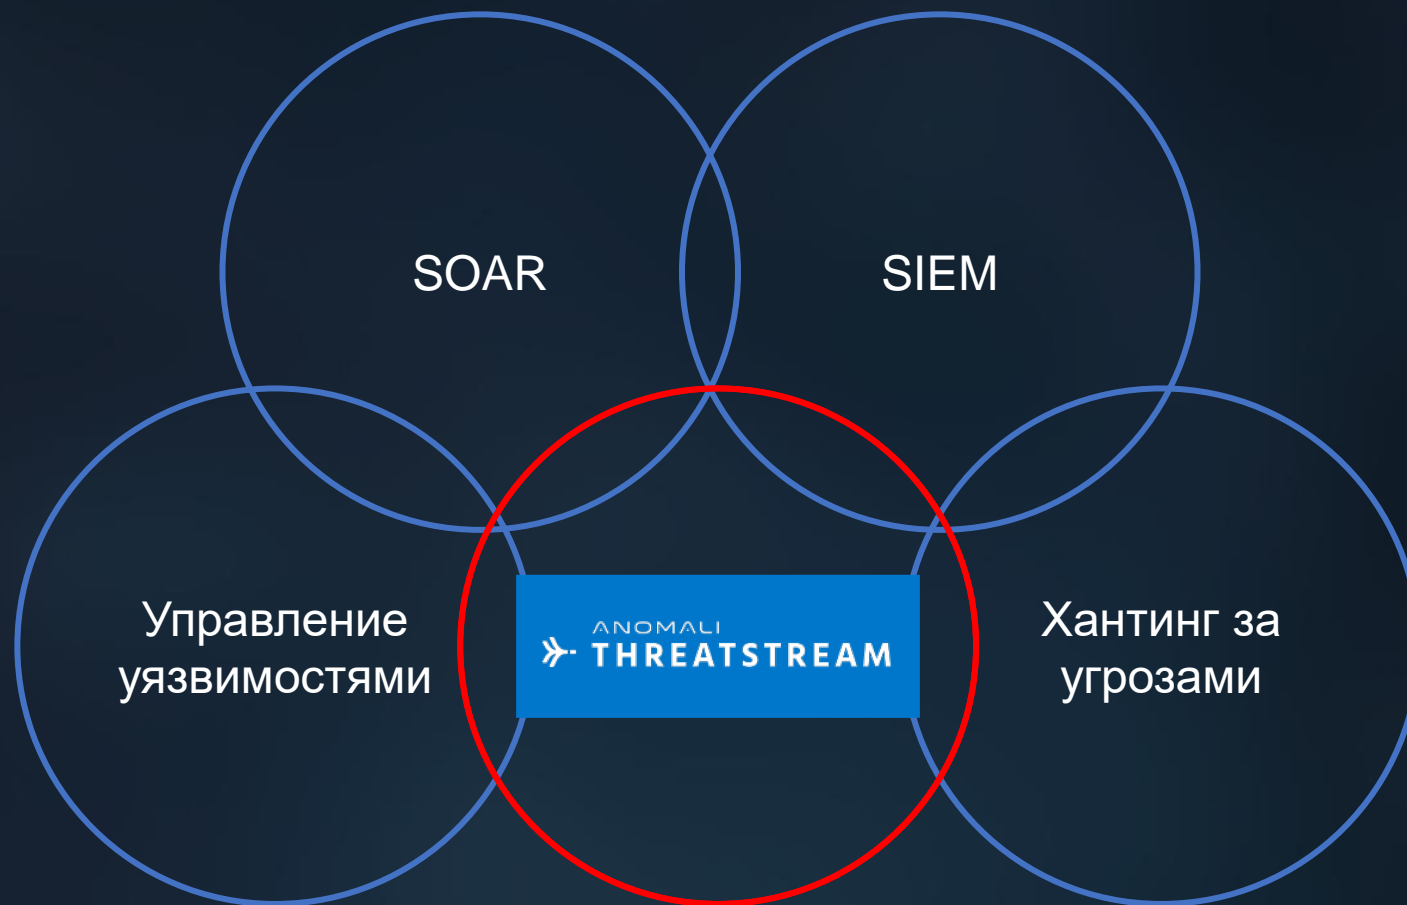 SOAR
SIEM
Управление
уязвимостями
ANOMALI
THREATSTREAM
Хантинг за
угрозами